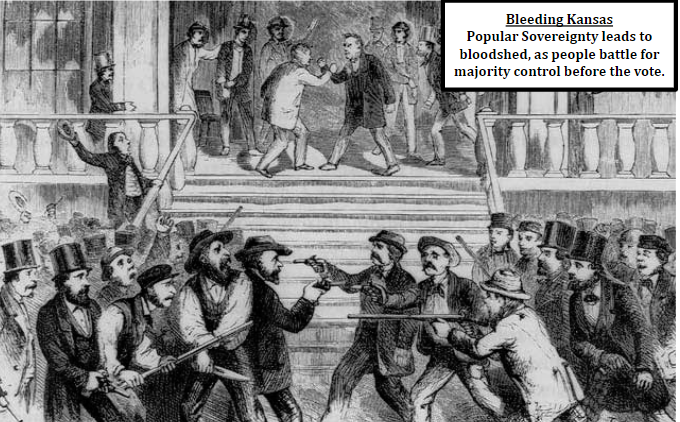 Bleeding Kansas
Popular Sovereignty leads to
bloodshed, as people battle for
majority control before the vote.